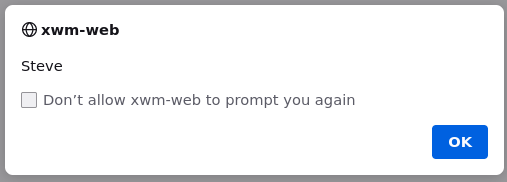 xwm-web
Steve
Don’t allow xwm-web to prompt you again
OK